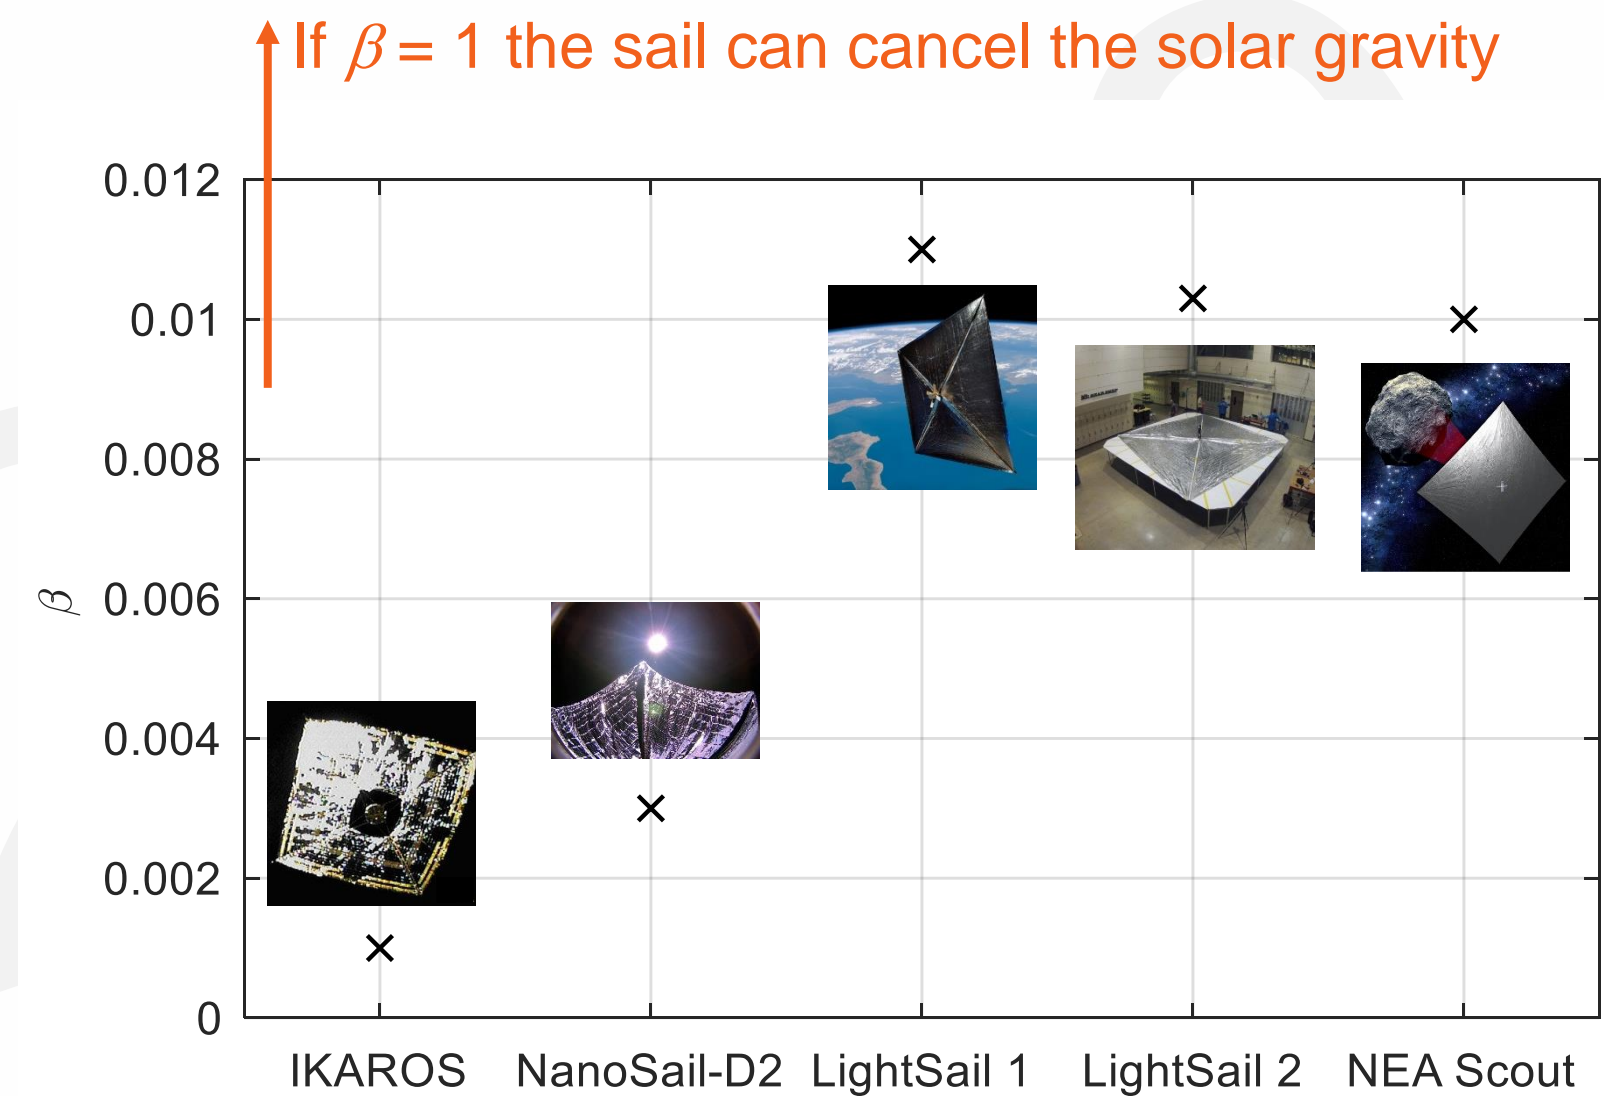 If β = 1 the sail can cancel the solar gravity
0.012
0.01
0.008
0.006
0.004
0.002
0
β
IKAROS NanoSail-D2 LightSail 1 LightSail 2 NEA Scout